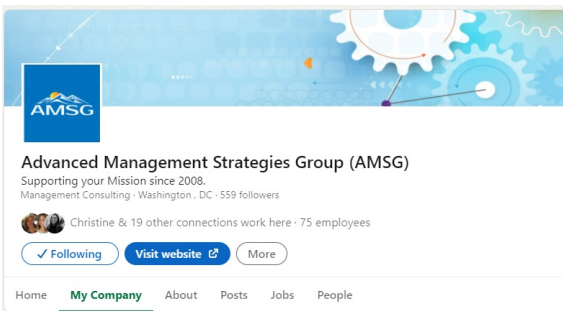 AMSG
Advanced Management Strategies Group (AMSG)
Supporting your Mission since 2008.
Management Consulting · Washington , DC · 559 followers
Christine & 19 other connections work here · 75 employees
✓ Following Visit website More
Home My Company About Posts Jobs People